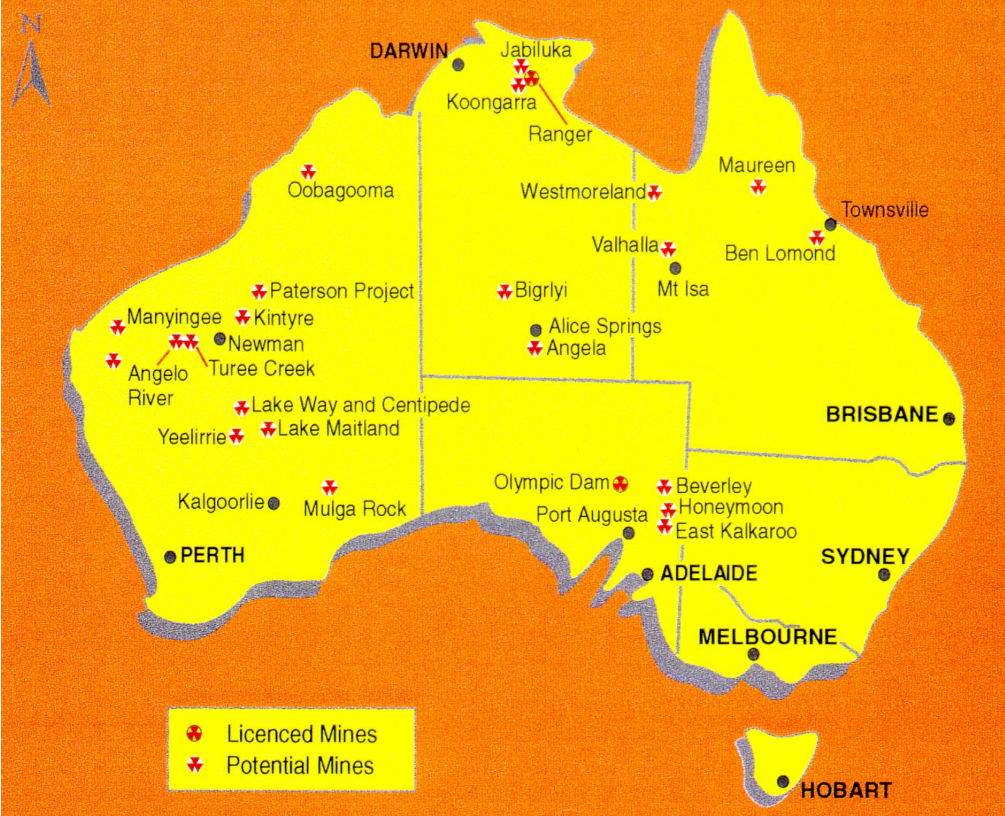 N
DARWIN
Jabiluka
Koongarra
Ranger
Oobagooma
Westmoreland
Maureen
Townsville
Valhalla
Ben Lomond
Mt Isa
Paterson Project
Bigrlyi
Manyingee
Kintyre
Newman
Alice Springs
Angela
Angelo
River
Turee Creek
Lake Way and Centipede
Lake Maitland
Yeelirrie
BRISBANE
Olympic Dam
Beverley
Kalgoorlie
Mulga Rock
Honeymoon
Port Augusta
East Kalkaroo
PERTH
ADELAIDE
SYDNEY
MELBOURNE
Licenced Mines
Potential Mines
HOBART